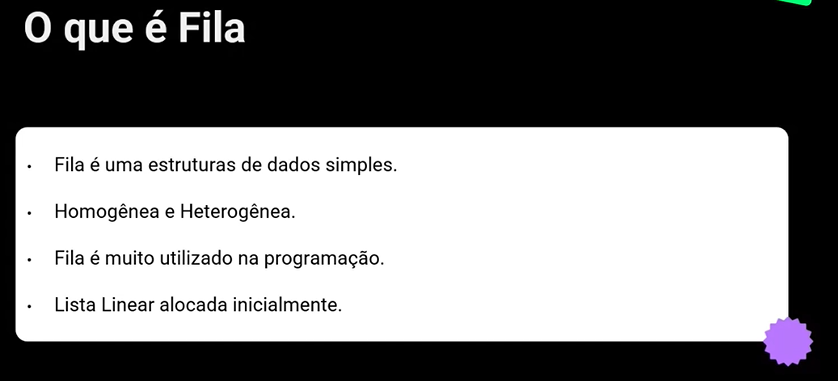 O que é Fila
• Fila é uma estruturas de dados simples.
• Homogênea e Heterogênea.
• Fila é muito utilizado na programação.
• Lista Linear alocada inicialmente.